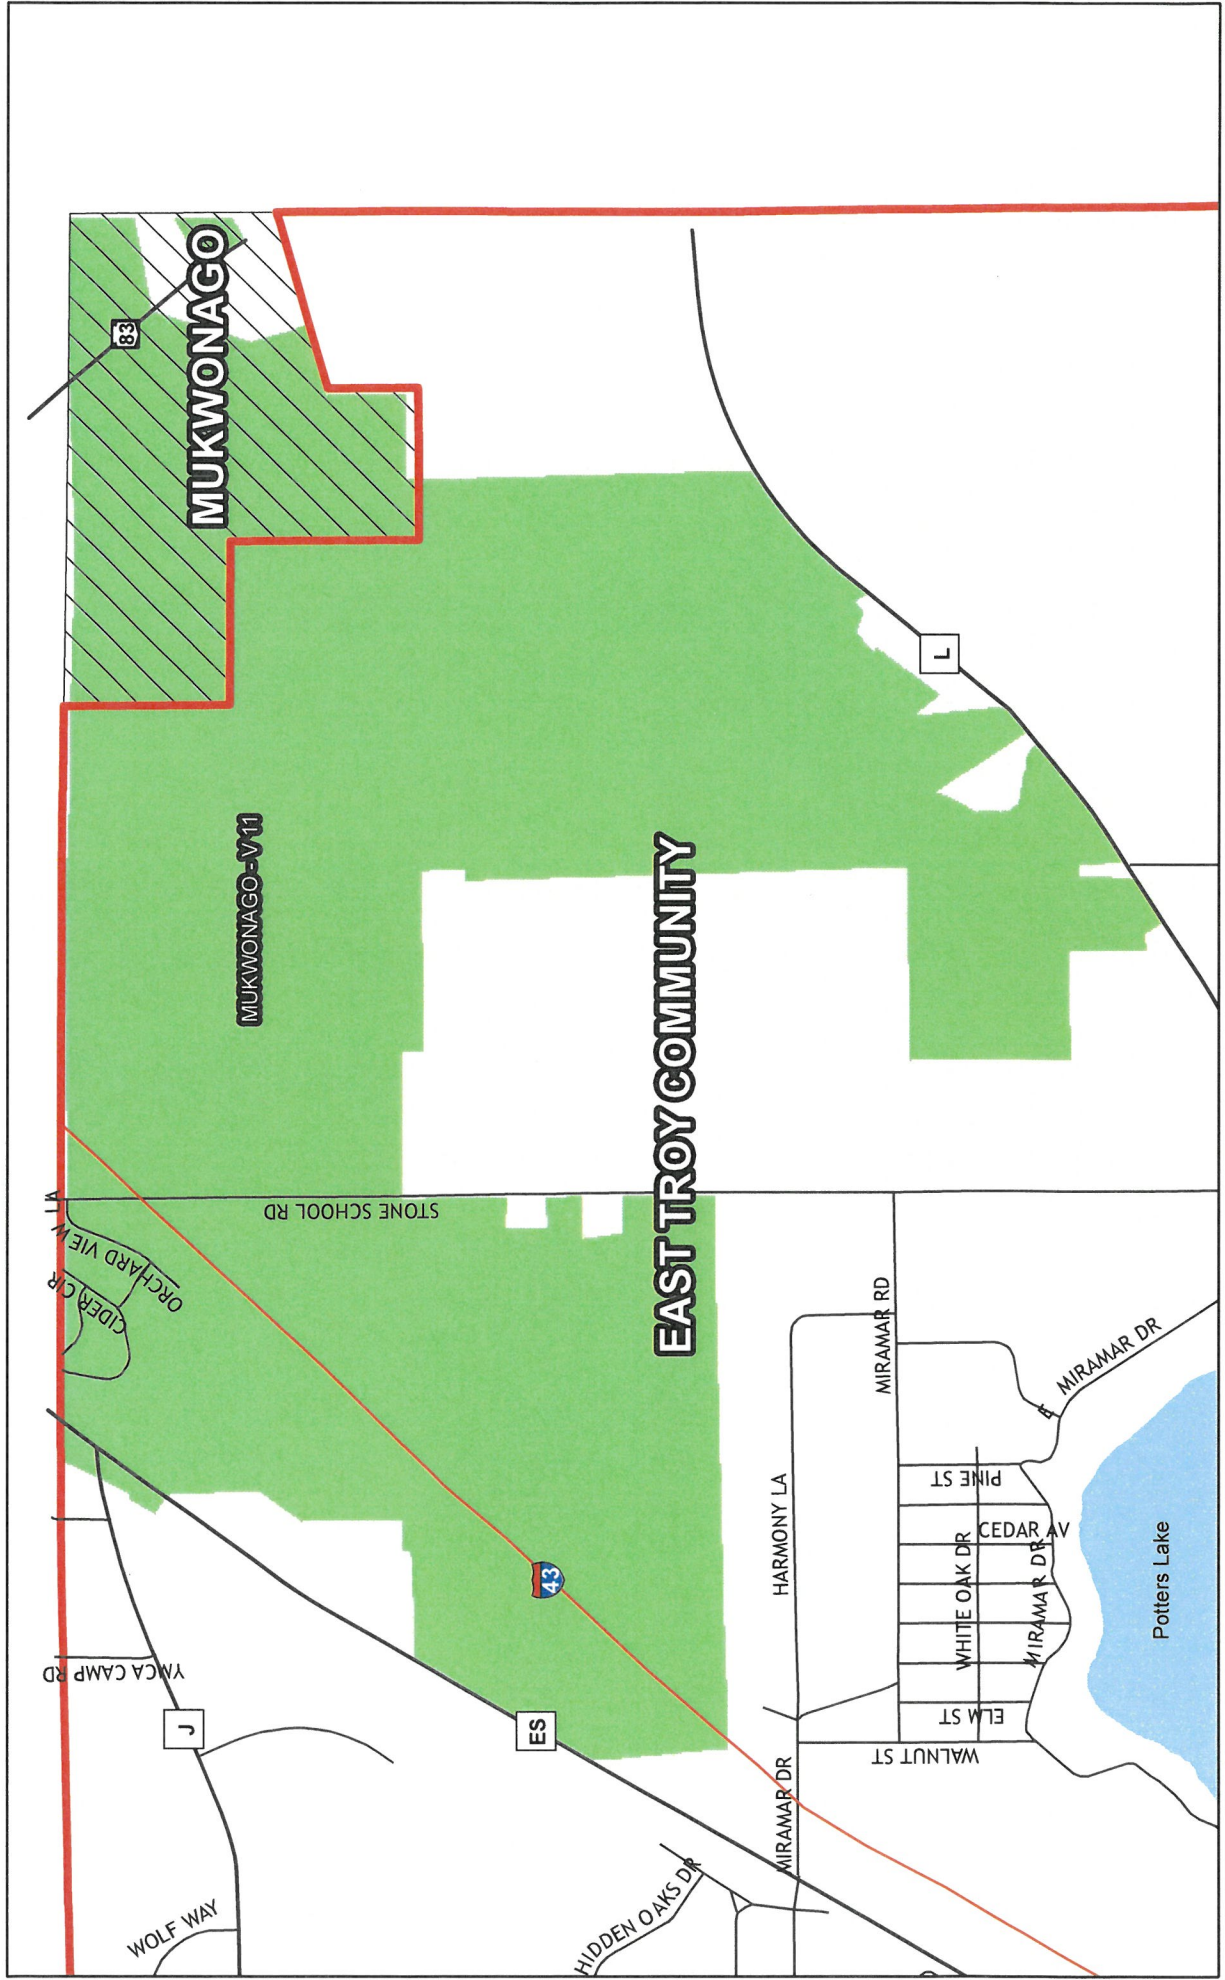 83
MUKWONAGO
MUKWONAGO - V 11
EAST TROY COMMUNITY
L
ORCHARD VIEW LA
CIDER CIR
STONE SCHOOL RD
43
YMCA CAMP RD
J
ES
WOLF WAY
HIDDEN OAKS DR
MIRAMAR DR
HARMONY LA
MIRAMAR RD
MIRAMAR DR
PINE ST
CEDAR AV
WHITE OAK DR
MIRAMAR DR
ELM ST
WALNUT ST
Potters Lake